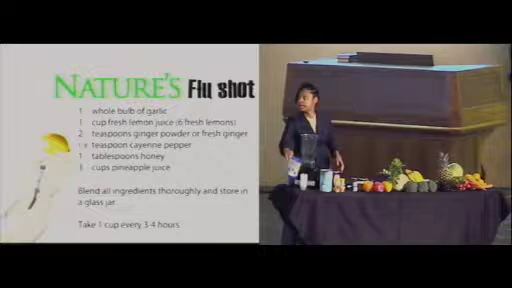 NATURE'S Flu shot
1 whole bulb of garlic
1 cup fresh lemon juice (6 fresh lemons)
2 teaspoons ginger powder or fresh ginger
teaspoon cayenne pepper
1 tablespoons honey
3 cups pineapple juice
Blend all ingredients thoroughly and store in
a glass jar.
Take 1 cup every 3-4 hours